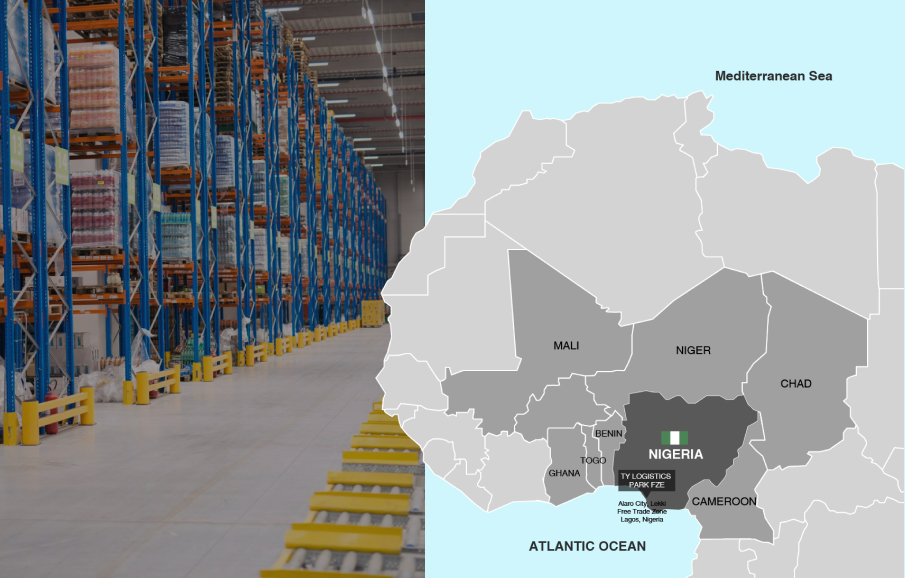 Mediterranean Sea
MALI
NIGER
CHAD
BENIN
NIGERIA
TOGO
GHANA
TY LOGISTICS
PARK FZE
CAMEROON
Alaro City, Lekki
Free Trade Zone
Lagos, Nigeria
ATLANTIC OCEAN